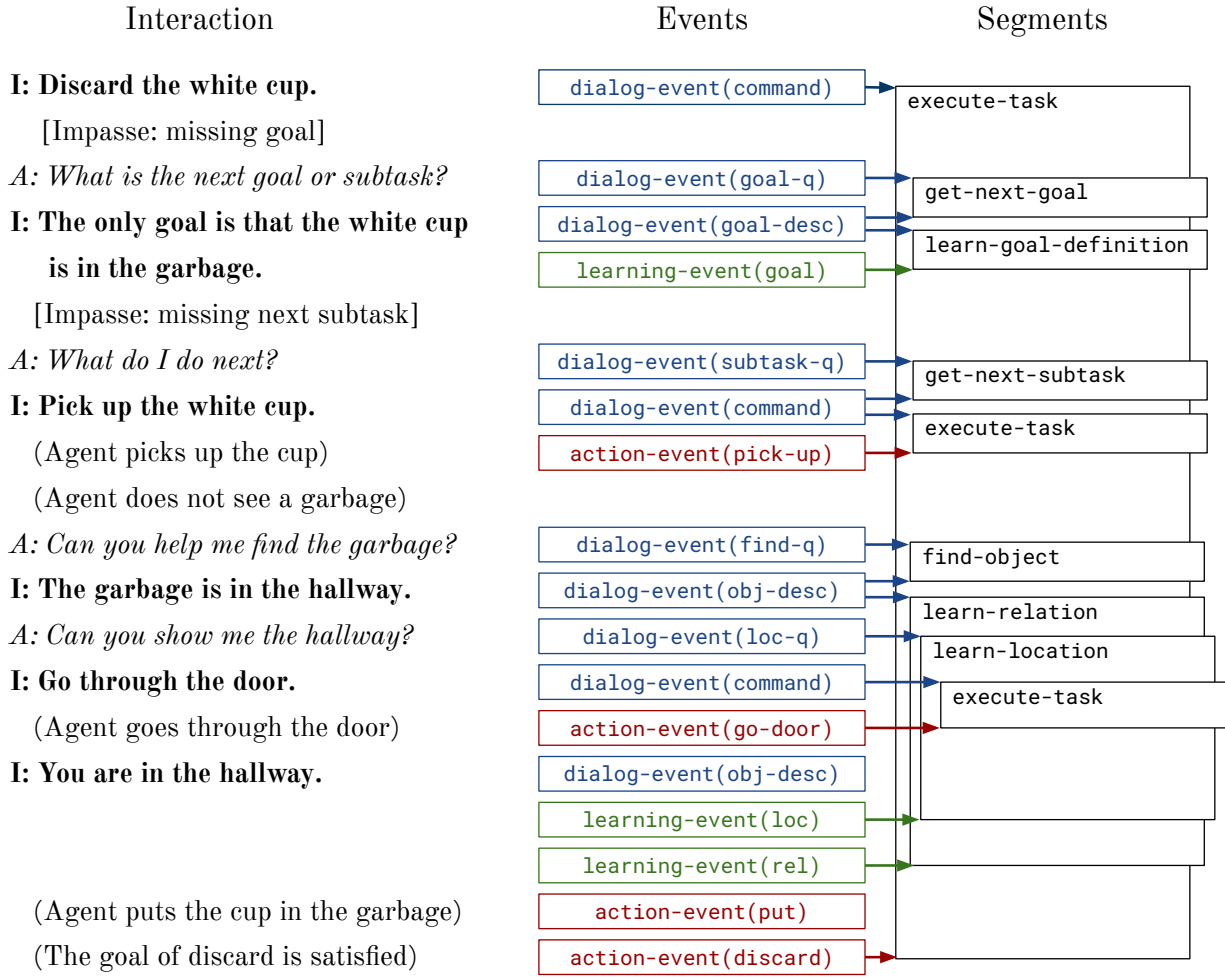 Interaction Events Segments
I: Discard the white cup. dialog-event(command)
execute-task
[Impasse: missing goal]
A: What is the next goal or subtask? dialog-event(goal-q)
get-next-goal
I: The only goal is that the white cup dialog-event(goal-desc)
learn-goal-definition
is in the garbage. learning-event(goal)
[Impasse: missing next subtask]
A: What do I do next? dialog-event(subtask-q)
get-next-subtask
I: Pick up the white cup. dialog-event(command)
execute-task
(Agent picks up the cup) action-event(pick-up)
(Agent does not see a garbage)
A: Can you help me find the garbage? dialog-event(find-q)
find-object
I: The garbage is in the hallway. dialog-event(obj-desc)
learn-relation
A: Can you show me the hallway? dialog-event(loc-q)
learn-location
I: Go through the door. dialog-event(command)
execute-task
(Agent goes through the door) action-event(go-door)
I: You are in the hallway. dialog-event(obj-desc)
learning-event(loc)
learning-event(rel)
(Agent puts the cup in the garbage) action-event(put)
(The goal of discard is satisfied) action-event(discard)